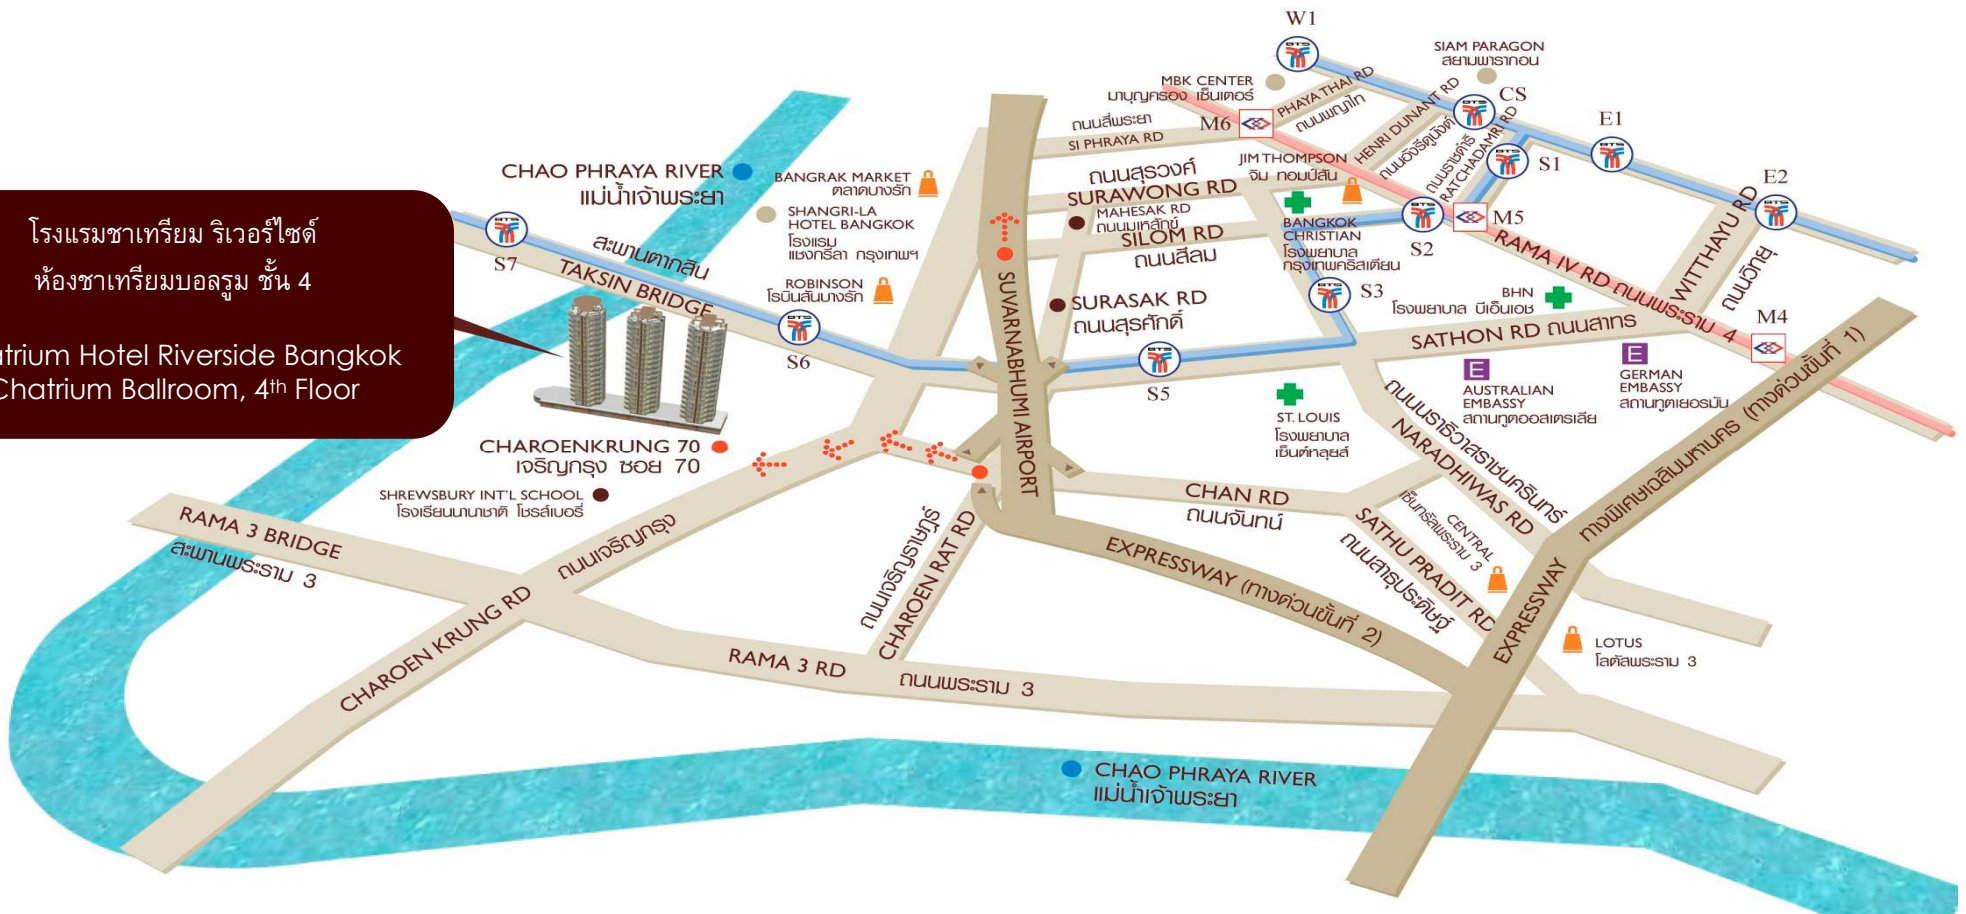 W1
SIAM PARAGON
สยามพารากอน
MBK CENTER
มาบุญครอง เซ็นเตอร์
PHAYA THAI RD
ถนนพญาไท
HENRI DUNANT RD
ถนนอังรีดูนังต์
CS
RATCHADAMRI RD
ถนนราชดำริ
E1
S1
E2
M6
ถนนสี่พระยา
SI PHRAYA RD
JIM THOMPSON
จิม ทอมป์สัน
ถนนสุรวงศ์
SURAWONG RD
CHAO PHRAYA RIVER
แม่น้ำเจ้าพระยา
BANGRAK MARKET
ตลาดบางรัก
SHANGRI-LA
HOTEL BANGKOK
โรงแรม
แชงกรีลา กรุงเทพฯ
MAHESAK RD
ถนนมเหสักข์
SILOM RD
ถนนสีลม
BANGKOK
CHRISTIAN
โรงพยาบาล
กรุงเทพคริสเตียน
S2
M5
RAMA IV RD ถนนพระราม 4
WITTHAYU RD
ถนนวิทยุ
โรงแรมชาเทรียม ริเวอร์ไซด์
ห้องชาเทรียมบอลรูม ชั้น 4
atrium Hotel Riverside Bangkok
Chatrium Ballroom, 4th Floor
S7
สะพานตากสิน
TAKSIN BRIDGE
ROBINSON
โรบินสันบางรัก
S6
SUVARNABHUMI AIRPORT
SURASAK RD
ถนนสุรศักดิ์
S3
BHN
โรงพยาบาล บีเอ็นเอช
SATHON RD ถนนสาทร
M4
S5
ST. LOUIS
โรงพยาบาล
เซ็นต์หลุยส์
E
AUSTRALIAN
EMBASSY
สถานทูตออสเตรเลีย
E
GERMAN
EMBASSY
สถานทูตเยอรมัน
ทางพิเศษเฉลิมมหานคร (ทางด่วนขั้นที่ 1)
CHAROENKRUNG 70
เจริญกรุง ซอย 70
SHREWSBURY INT'L SCHOOL
โรงเรียนนานาชาติ โชรส์เบอรี่
ถนนนราธิวาสราชนครินทร์
NARADHIWAS RD
CHAN RD
ถนนจันทน์
CENTRAL
เซ็นทรัลพระราม 3
SATHU PRADIT RD
ถนนสาธุประดิษฐ์
RAMA 3 BRIDGE
สะพานพระราม 3
ถนนเจริญกรุง
CHAROEN KRUNG RD
ถนนเจริญราษฎร์
CHAROEN RAT RD
EXPRESSWAY (ทางด่วนขั้นที่ 2)
EXPRESSWAY
LOTUS
โลตัสพระราม 3
RAMA 3 RD
ถนนพระราม 3
CHAO PHRAYA RIVER
แม่น้ำเจ้าพระยา